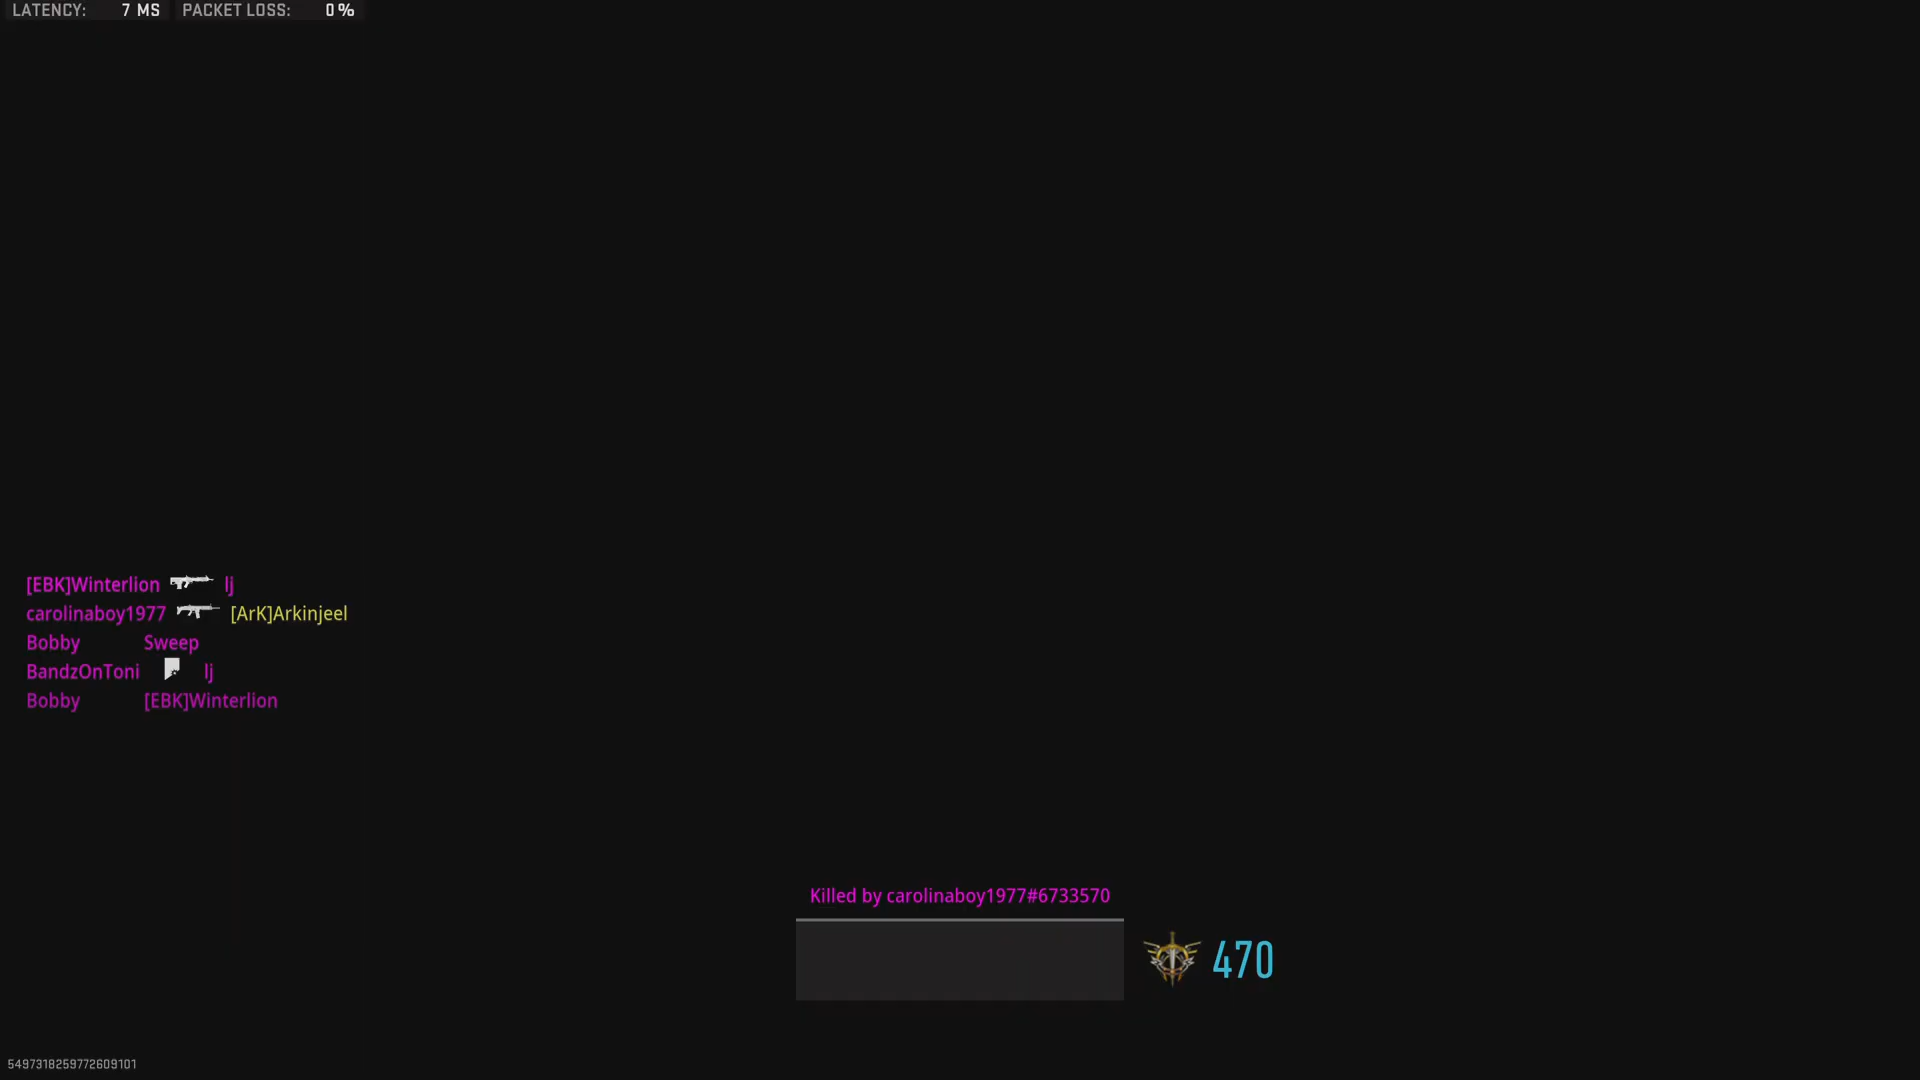 LATENCY: 7 MS PACKET LOSS: 0 %
[EBK]Winterlion lj
carolinaboy1977 [ArK]Arkinjeel
Bobby Sweep
BandzOnToni lj
Bobby [EBK]Winterlion
Killed by carolinaboy1977#6733570
470
5497318259772609101